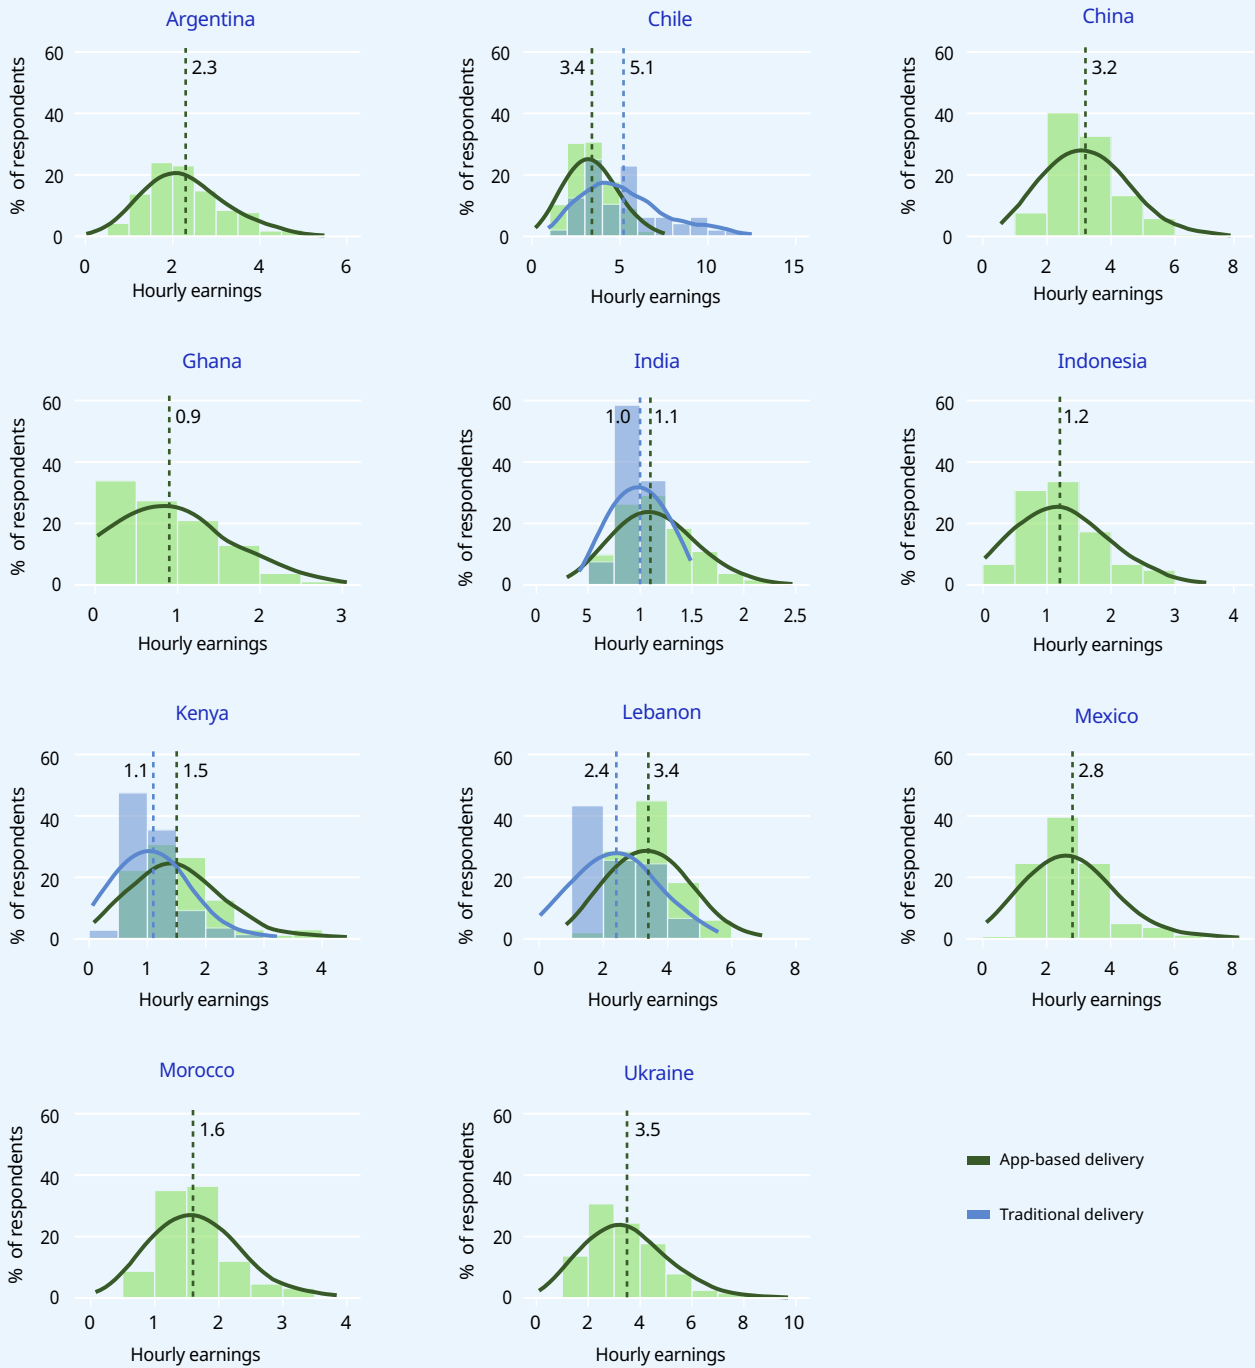 Argentina
% of respondents
60
40
20
0
2.3
0 2 4 6
Hourly earnings
Chile
% of respondents
60
40
20
0
3.4 5.1
0 5 10 15
Hourly earnings
China
% of respondents
60
40
20
0
3.2
0 2 4 6 8
Hourly earnings
Ghana
% of respondents
60
40
20
0
0.9
0 1 2 3
Hourly earnings
India
% of respondents
60
40
20
0
1.0 1.1
0 5 1 1.5 2 2.5
Hourly earnings
Indonesia
% of respondents
60
40
20
0
1.2
0 1 2 3 4
Hourly earnings
Kenya
% of respondents
60
40
20
0
1.1 1.5
0 1 2 3 4
Hourly earnings
Lebanon
% of respondents
60
40
20
0
2.4 3.4
0 2 4 6 8
Hourly earnings
Mexico
% of respondents
60
40
20
0
2.8
0 2 4 6 8
Hourly earnings
Morocco
% of respondents
60
40
20
0
1.6
0 1 2 3 4
Hourly earnings
Ukraine
% of respondents
60
40
20
0
3.5
0 2 4 6 8 10
Hourly earnings
App-based delivery
Traditional delivery